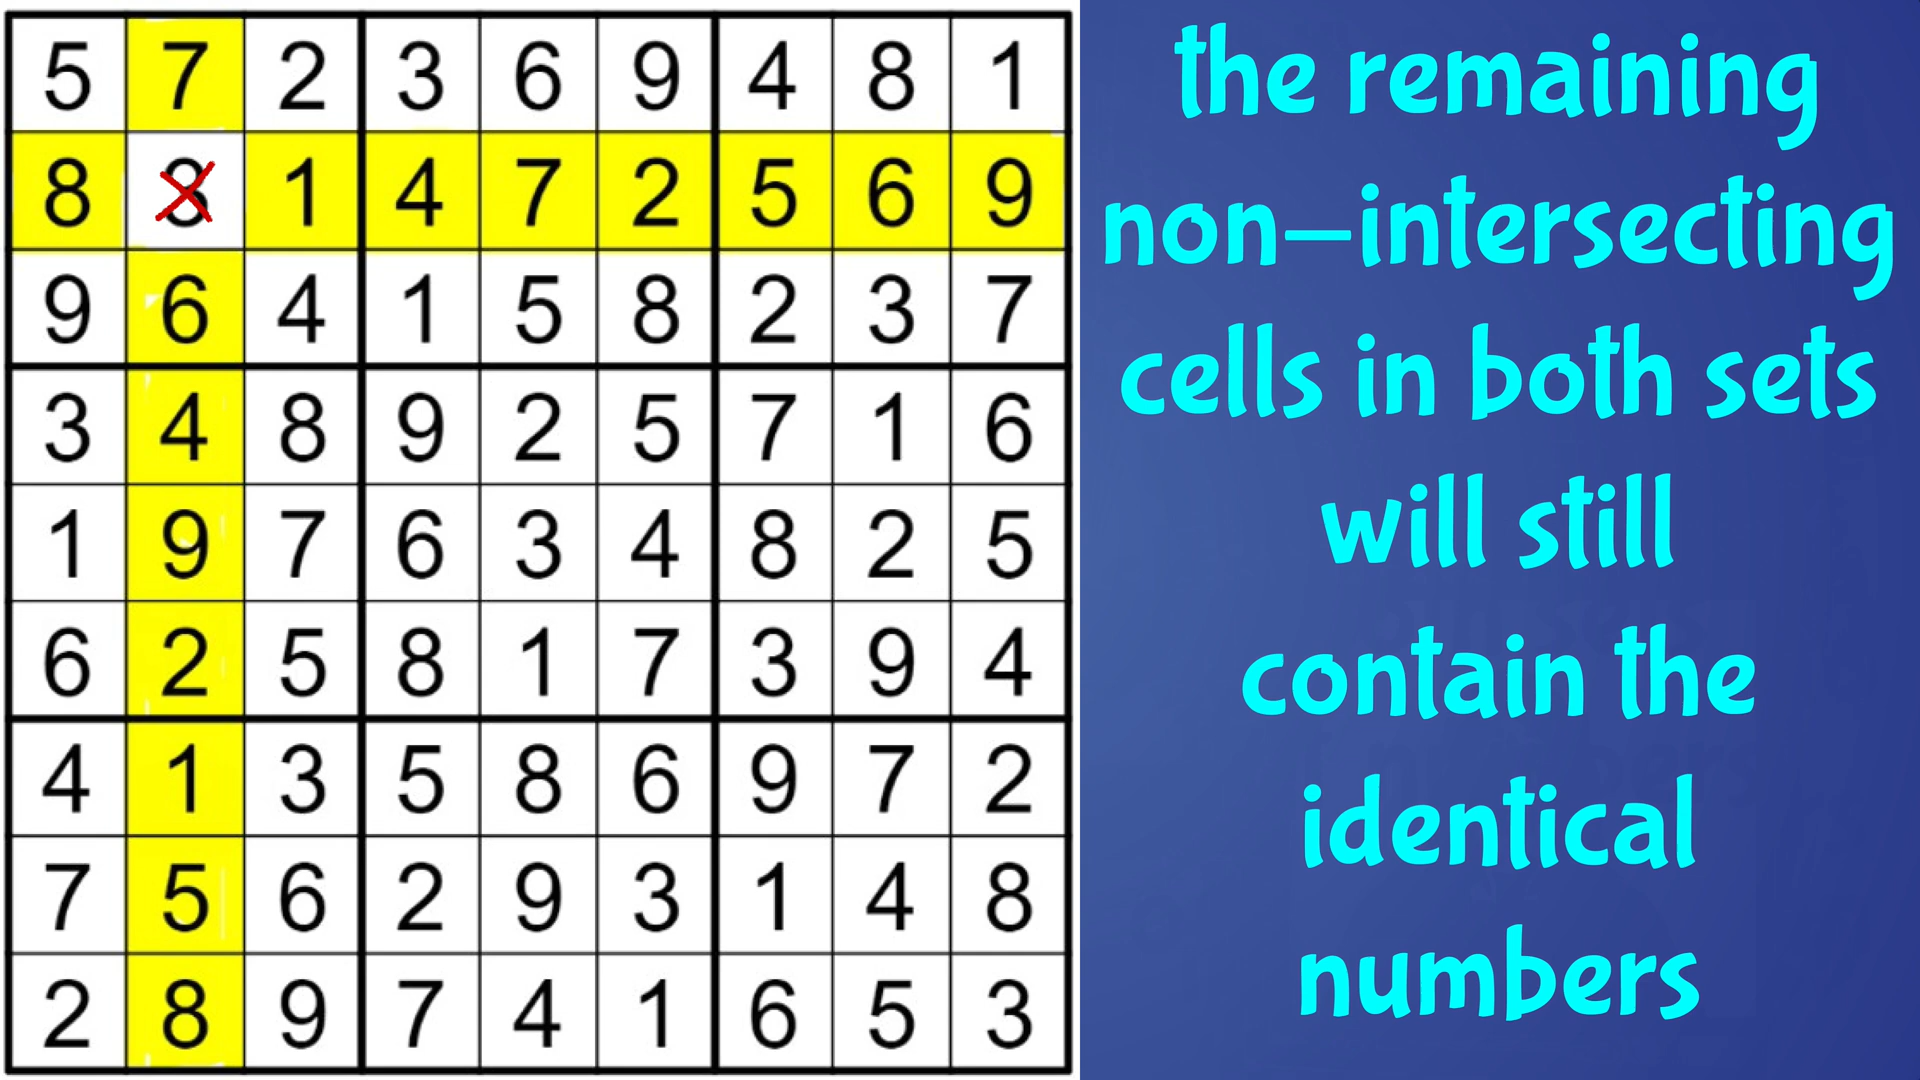 5 7 2 3 6 9 4 8 1
8 3 1 4 7 2 5 6 9
9 6 4 1 5 8 2 3 7
3 4 8 9 2 5 7 1 6
1 9 7 6 3 4 8 2 5
6 2 5 8 1 7 3 9 4
4 1 3 5 8 6 9 7 2
7 5 6 2 9 3 1 4 8
2 8 9 7 4 1 6 5 3
the remaining
non-intersecting
cells in both sets
will still
contain the
identical
numbers